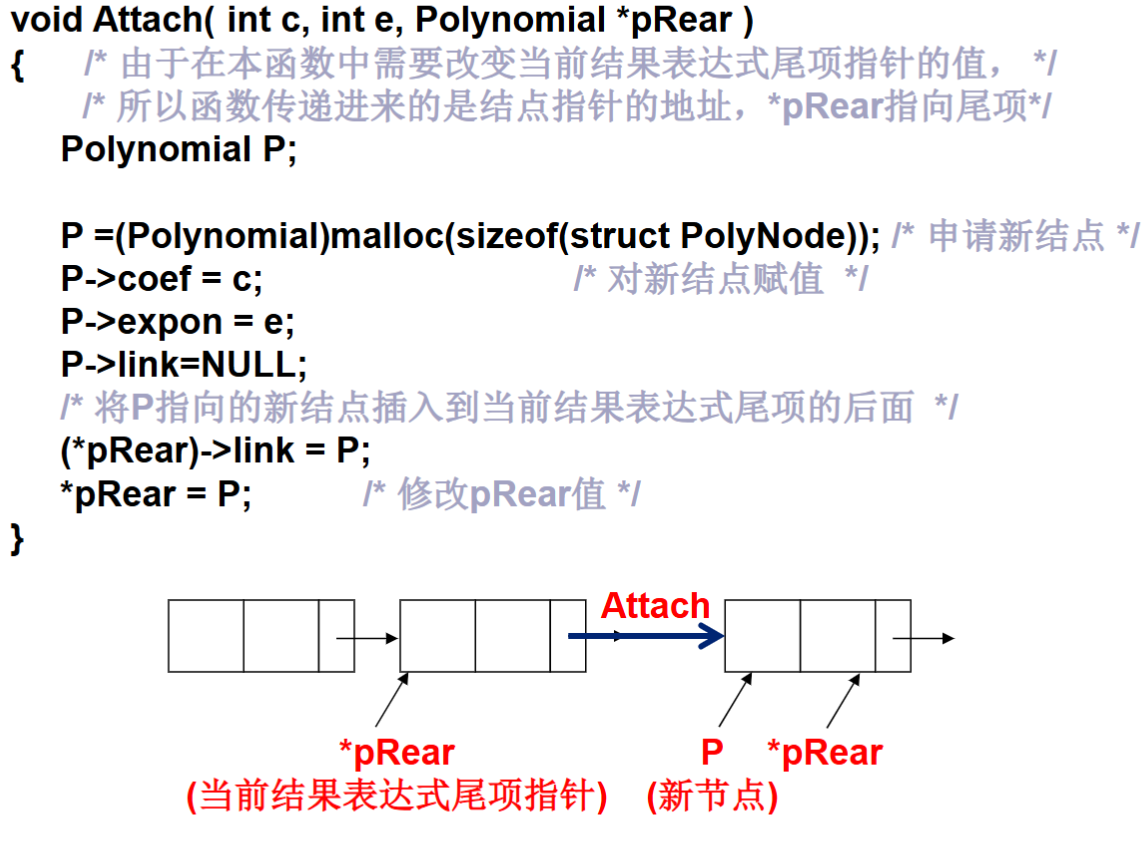 void Attach( int c, int e, Polynomial *pRear )
{ /* 由于在本函数中需要改变当前结果表达式尾项指针的值， */
/* 所以函数传递进来的是结点指针的地址，*pRear指向尾项*/
Polynomial P;
P =(Polynomial)malloc(sizeof(struct PolyNode)); /* 申请新结点 */
P->coef = c; /* 对新结点赋值 */
P->expon = e;
P->link=NULL;
/* 将P指向的新结点插入到当前结果表达式尾项的后面 */
(*pRear)->link = P;
*pRear = P; /* 修改pRear值 */
}
Attach
*pRear P *pRear
(当前结果表达式尾项指针) (新节点)